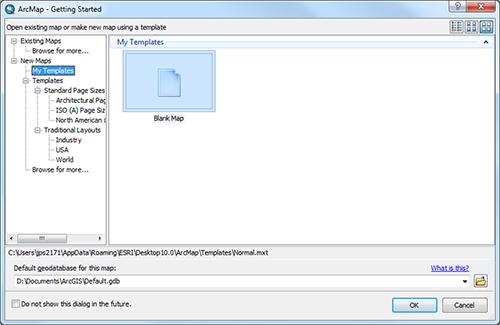 ArcMap - Getting Started
Open existing map or make new map using a template
Existing Maps
Browse for more...
New Maps
My Templates
Templates
Standard Page Sizes
Architectural Pag
ISO (A) Page Siz
North American (
Traditional Layouts
Industry
USA
World
Browse for more...
My Templates
Blank Map
C:\Users\jps2171\AppData\Roaming\ESRI\Desktop10.0\ArcMap\Templates\Normal.mxt
Default geodatabase for this map:
What is this?
D:\Documents\ArcGIS\Default.gdb
Do not show this dialog in the future.
OK
Cancel